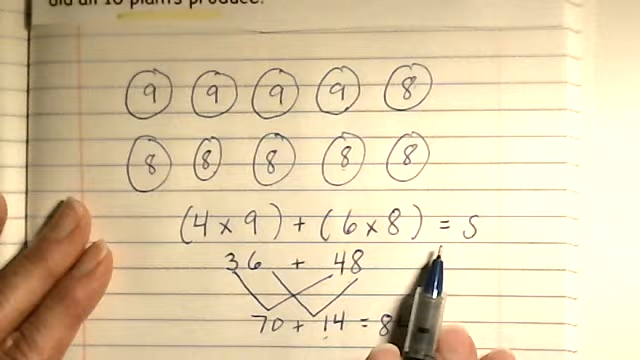 all 10 plants produce?
9 9 9 9 8
8 8 8 8 8
(4 × 9) + (6 × 8) = S
36 + 48
70 + 14 = 8